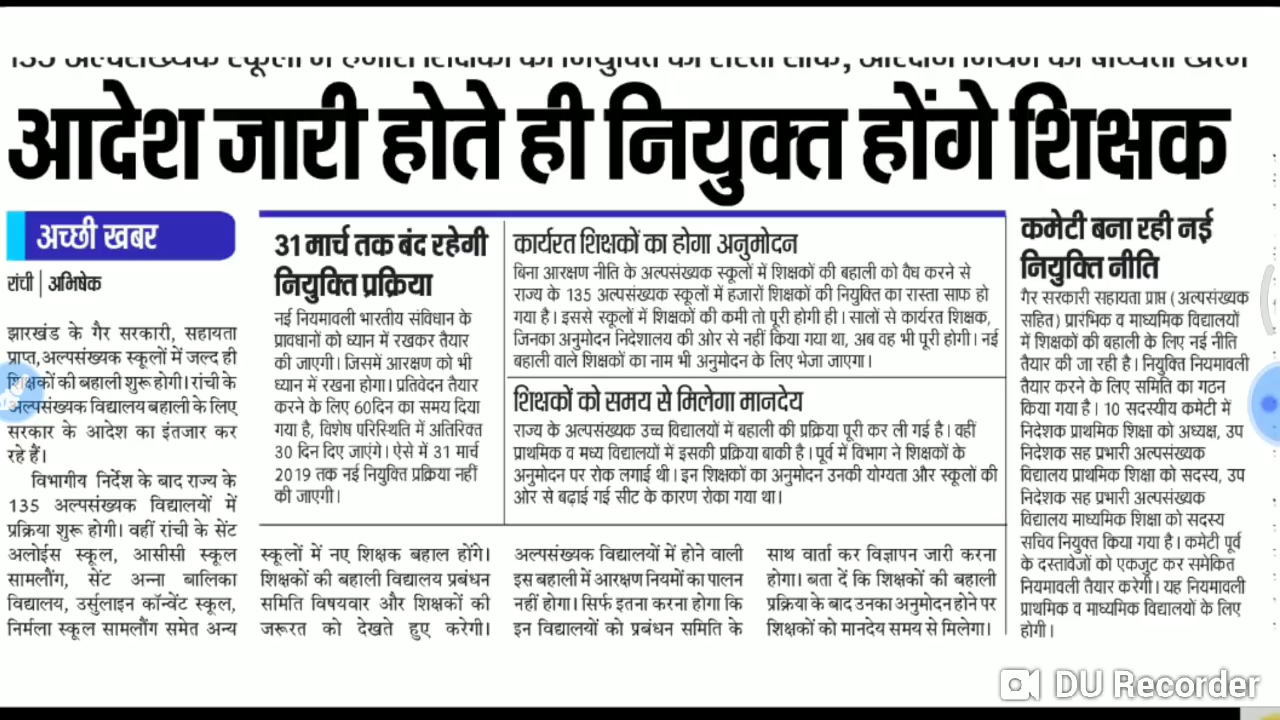 135 अल्पसंख्यक स्कूलों में हजारों शिक्षकों की नियुक्ति का रास्ता साफ, आरक्षण नियम की बाध्यता खत्म
आदेश जारी होते ही नियुक्त होंगे शिक्षक
अच्छी खबर
रांची | अभिषेक
झारखंड के गैर सरकारी, सहायता
प्राप्त,अल्पसंख्यक स्कूलों में जल्द ही
शिक्षकों की बहाली शुरू होगी। रांची के
अल्पसंख्यक विद्यालय बहाली के लिए
सरकार के आदेश का इंतजार कर
रहे हैं।
विभागीय निर्देश के बाद राज्य के
135 अल्पसंख्यक विद्यालयों में
प्रक्रिया शुरू होगी। वहीं रांची के सेंट
अलोईस स्कूल, आसीसी स्कूल
सामलौंग, सेंट अन्ना बालिका
विद्यालय, उर्सुलाइन कॉन्वेंट स्कूल,
निर्मला स्कूल सामलौंग समेत अन्य
31 मार्च तक बंद रहेगी
नियुक्ति प्रक्रिया
नई नियमावली भारतीय संविधान के
प्रावधानों को ध्यान में रखकर तैयार
की जाएगी। जिसमें आरक्षण को भी
ध्यान में रखना होगा। प्रतिवेदन तैयार
करने के लिए 60दिन का समय दिया
गया है, विशेष परिस्थिति में अतिरिक्त
30 दिन दिए जाएंगे। ऐसे में 31 मार्च
2019 तक नई नियुक्ति प्रक्रिया नहीं
की जाएगी।
कार्यरत शिक्षकों का होगा अनुमोदन
बिना आरक्षण नीति के अल्पसंख्यक स्कूलों में शिक्षकों की बहाली को वैध करने से
राज्य के 135 अल्पसंख्यक स्कूलों में हजारों शिक्षकों की नियुक्ति का रास्ता साफ हो
गया है। इससे स्कूलों में शिक्षकों की कमी तो पूरी होगी ही। सालों से कार्यरत शिक्षक,
जिनका अनुमोदन निदेशालय की ओर से नहीं किया गया था, अब वह भी पूरी होगी। नई
बहाली वाले शिक्षकों का नाम भी अनुमोदन के लिए भेजा जाएगा।
शिक्षकों को समय से मिलेगा मानदेय
राज्य के अल्पसंख्यक उच्च विद्यालयों में बहाली की प्रक्रिया पूरी कर ली गई है। वहीं
प्राथमिक व मध्य विद्यालयों में इसकी प्रक्रिया बाकी है। पूर्व में विभाग ने शिक्षकों के
अनुमोदन पर रोक लगाई थी। इन शिक्षकों का अनुमोदन उनकी योग्यता और स्कूलों की
ओर से बढ़ाई गई सीट के कारण रोका गया था।
स्कूलों में नए शिक्षक बहाल होंगे।
शिक्षकों की बहाली विद्यालय प्रबंधन
समिति विषयवार और शिक्षकों की
जरूरत को देखते हुए करेगी।
अल्पसंख्यक विद्यालयों में होने वाली
इस बहाली में आरक्षण नियमों का पालन
नहीं होगा। सिर्फ इतना करना होगा कि
इन विद्यालयों को प्रबंधन समिति के
साथ वार्ता कर विज्ञापन जारी करना
होगा। बता दें कि शिक्षकों की बहाली
प्रक्रिया के बाद उनका अनुमोदन होने पर
शिक्षकों को मानदेय समय से मिलेगा।
कमेटी बना रही नई
नियुक्ति नीति
गैर सरकारी सहायता प्राप्त (अल्पसंख्यक
सहित) प्रारंभिक व माध्यमिक विद्यालयों
में शिक्षकों की बहाली के लिए नई नीति
तैयार की जा रही है। नियुक्ति नियमावली
तैयार करने के लिए समिति का गठन
किया गया है। 10 सदस्यीय कमेटी में
निदेशक प्राथमिक शिक्षा को अध्यक्ष, उप
निदेशक सह प्रभारी अल्पसंख्यक
विद्यालय प्राथमिक शिक्षा को सदस्य, उप
निदेशक सह प्रभारी अल्पसंख्यक
विद्यालय माध्यमिक शिक्षा को सदस्य
सचिव नियुक्त किया गया है। कमेटी पूर्व
के दस्तावेजों को एकजुट कर समेकित
नियमावली तैयार करेगी। यह नियमावली
प्राथमिक व माध्यमिक विद्यालयों के लिए
होगी।
DU Recorder